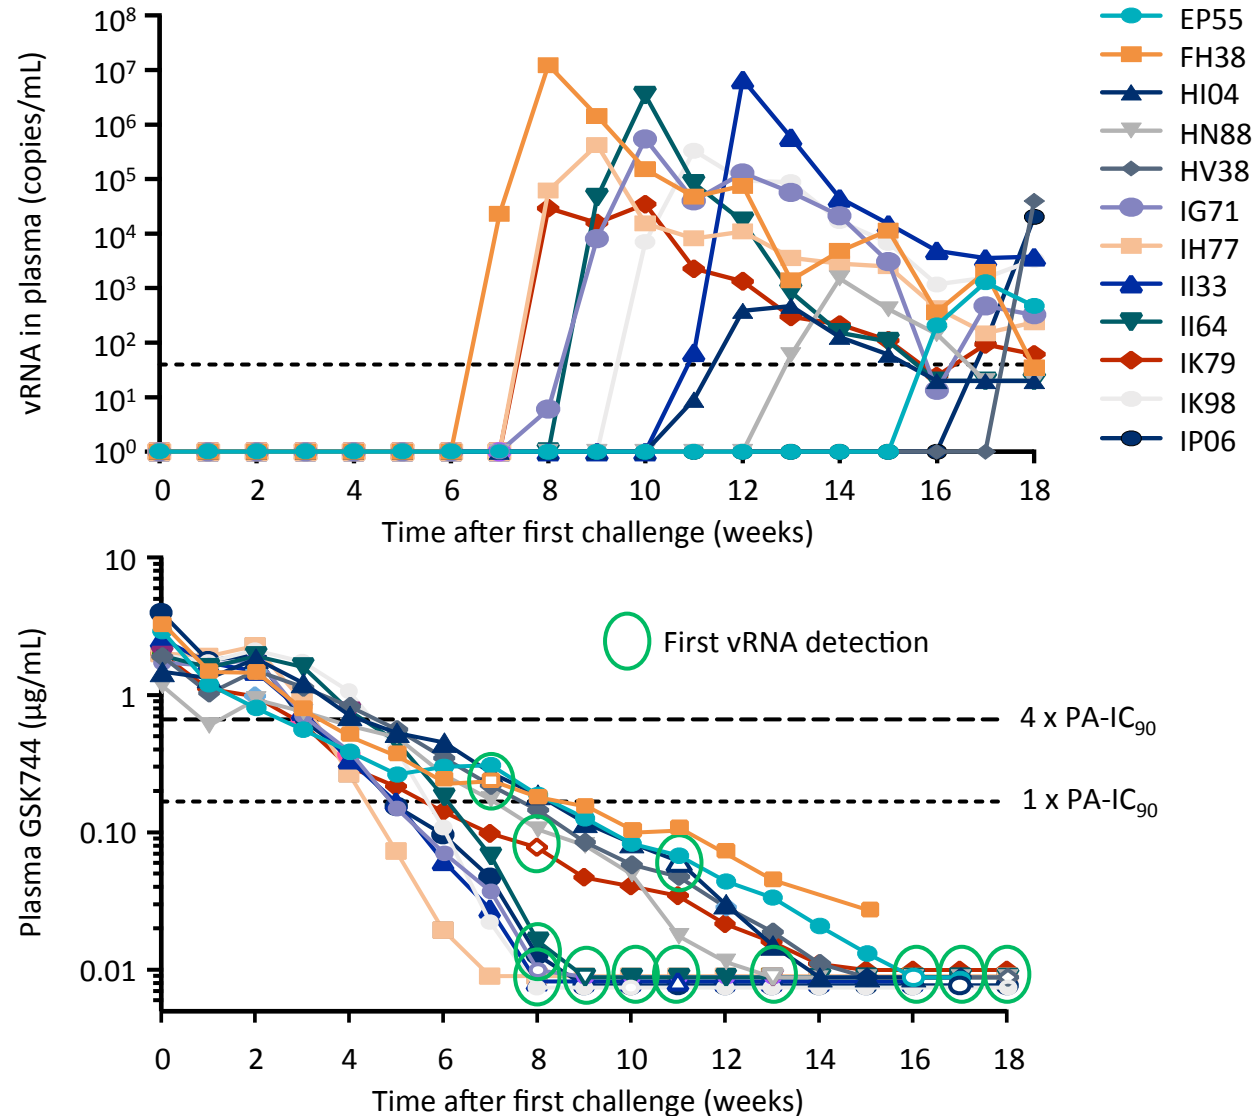 vRNA in plasma (copies/mL)
10⁸
10⁷
10⁶
10⁵
10⁴
10³
10²
10¹
10⁰
0 2 4 6 8 10 12 14 16 18
Time after first challenge (weeks)
EP55
FH38
HI04
HN88
HV38
IG71
IH77
II33
II64
IK79
IK98
IP06
Plasma GSK744 (µg/mL)
10
1
0.10
0.01
First vRNA detection
4 x PA-IC₉₀
1 x PA-IC₉₀
0 2 4 6 8 10 12 14 16 18
Time after first challenge (weeks)